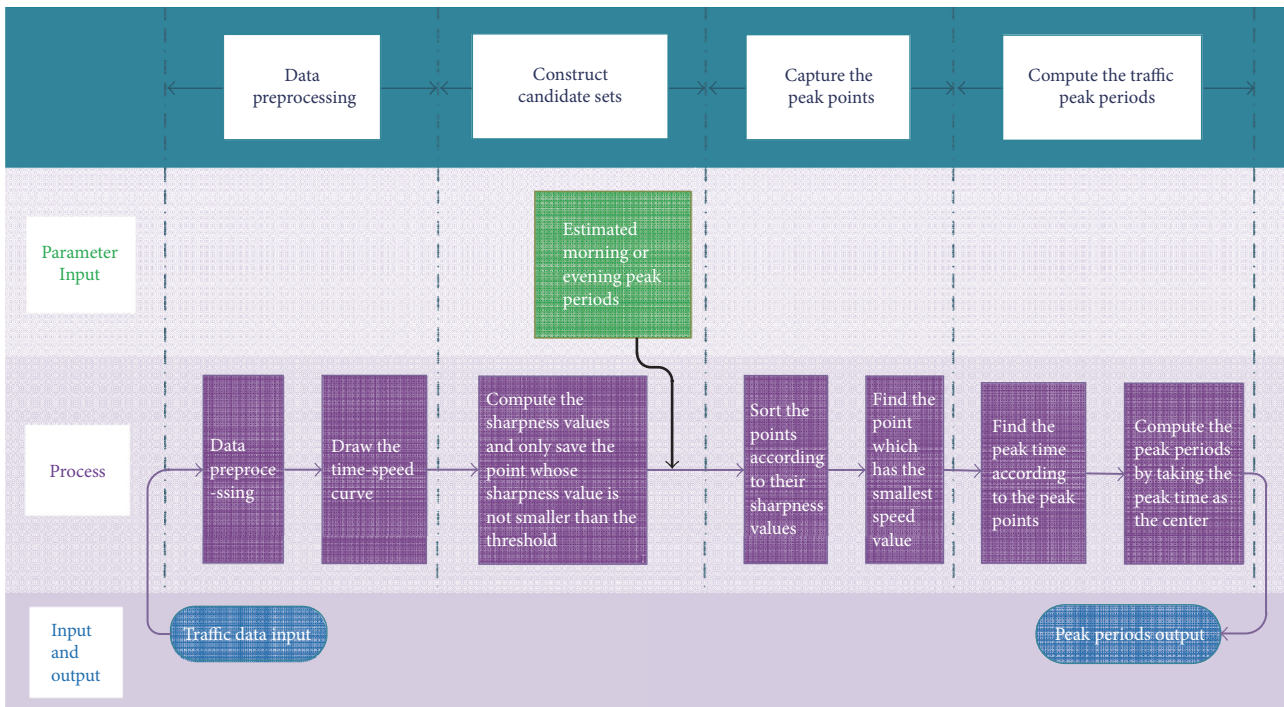 Data
preprocessing
Construct
candidate sets
Capture the
peak points
Compute the traffic
peak periods
Parameter
Input
Estimated
morning or
evening peak
periods
Process
Data
preproce
-ssing
Draw the
time-speed
curve
Compute the
sharpness values
and only save the
point whose
sharpness value is
not smaller than the
threshold
Sort the
points
according
to their
sharpness
values
Find the
point
which
has the
smallest
speed
value
Find the
peak time
according
to the peak
points
Compute the
peak periods
by taking the
peak time as
the center
Input
and
output
Traffic data input
Peak periods output